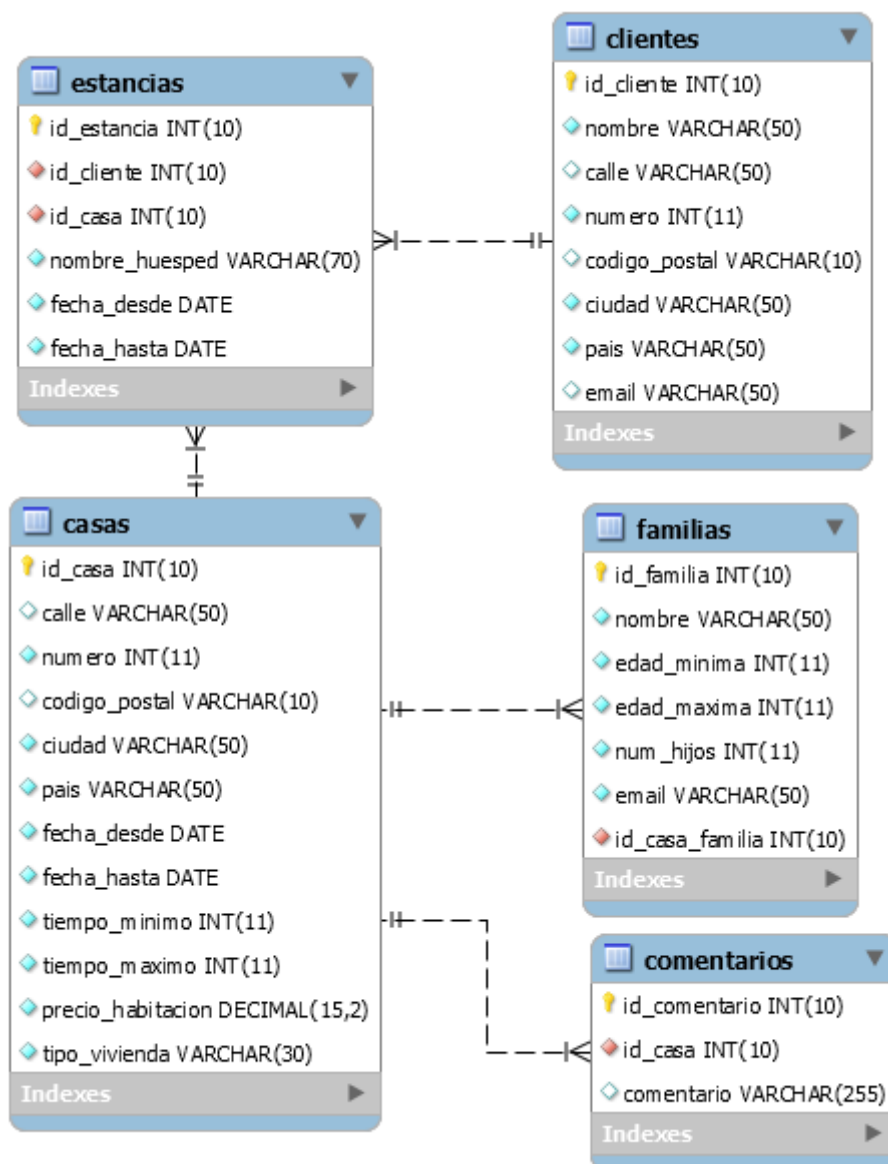 estancias
id_estancia INT(10)
id_cliente INT(10)
id_casa INT(10)
nombre_huesped VARCHAR(70)
fecha_desde DATE
fecha_hasta DATE
Indexes
clientes
id_cliente INT(10)
nombre VARCHAR(50)
calle VARCHAR(50)
numero INT(11)
codigo_postal VARCHAR(10)
ciudad VARCHAR(50)
pais VARCHAR(50)
email VARCHAR(50)
Indexes
casas
id_casa INT(10)
calle VARCHAR(50)
numero INT(11)
codigo_postal VARCHAR(10)
ciudad VARCHAR(50)
pais VARCHAR(50)
fecha_desde DATE
fecha_hasta DATE
tiempo_minimo INT(11)
tiempo_maximo INT(11)
precio_habitacion DECIMAL(15,2)
tipo_vivienda VARCHAR(30)
Indexes
familias
id_familia INT(10)
nombre VARCHAR(50)
edad_minima INT(11)
edad_maxima INT(11)
num_hijos INT(11)
email VARCHAR(50)
id_casa_familia INT(10)
Indexes
comentarios
id_comentario INT(10)
id_casa INT(10)
comentario VARCHAR(255)
Indexes